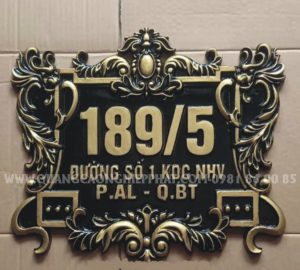 189/5
ĐƯỜNG SỐ 1 KDC NHV
P.AL - Q.BT